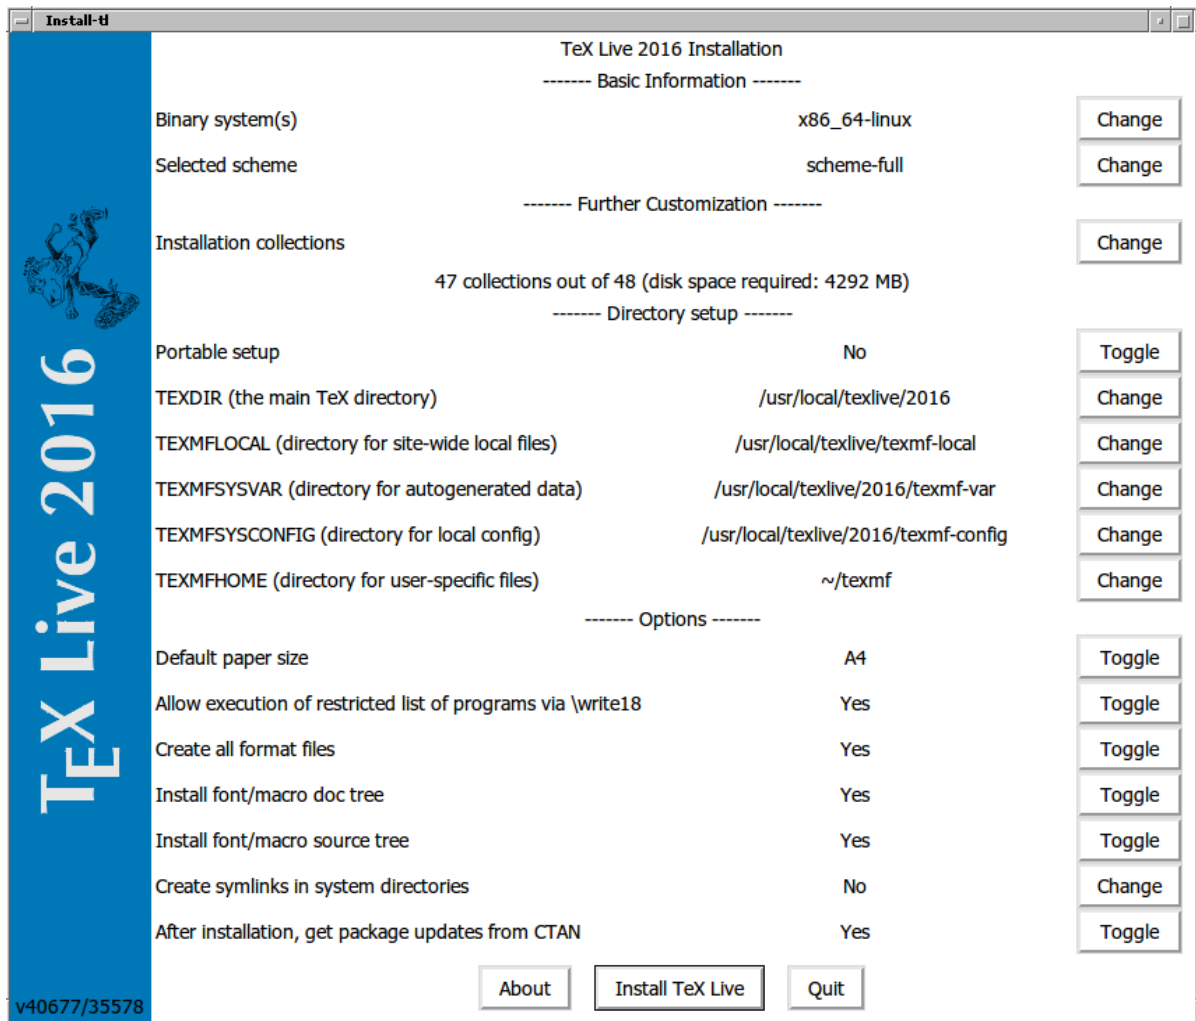 Install-tl
TeX Live 2016 Installation
------- Basic Information -------
Binary system(s) x86_64-linux Change
Selected scheme scheme-full Change
------- Further Customization -------
Installation collections Change
47 collections out of 48 (disk space required: 4292 MB)
------- Directory setup -------
Portable setup No Toggle
TEXDIR (the main TeX directory) /usr/local/texlive/2016 Change
TEXMFLOCAL (directory for site-wide local files) /usr/local/texlive/texmf-local Change
TEXMFSYSVAR (directory for autogenerated data) /usr/local/texlive/2016/texmf-var Change
TEXMFSYSCONFIG (directory for local config) /usr/local/texlive/2016/texmf-config Change
TEXMFHOME (directory for user-specific files) ~/texmf Change
------- Options -------
Default paper size A4 Toggle
Allow execution of restricted list of programs via \write18 Yes Toggle
Create all format files Yes Toggle
Install font/macro doc tree Yes Toggle
Install font/macro source tree Yes Toggle
Create symlinks in system directories No Change
After installation, get package updates from CTAN Yes Toggle
About Install TeX Live Quit
TEX Live 2016
v40677/35578